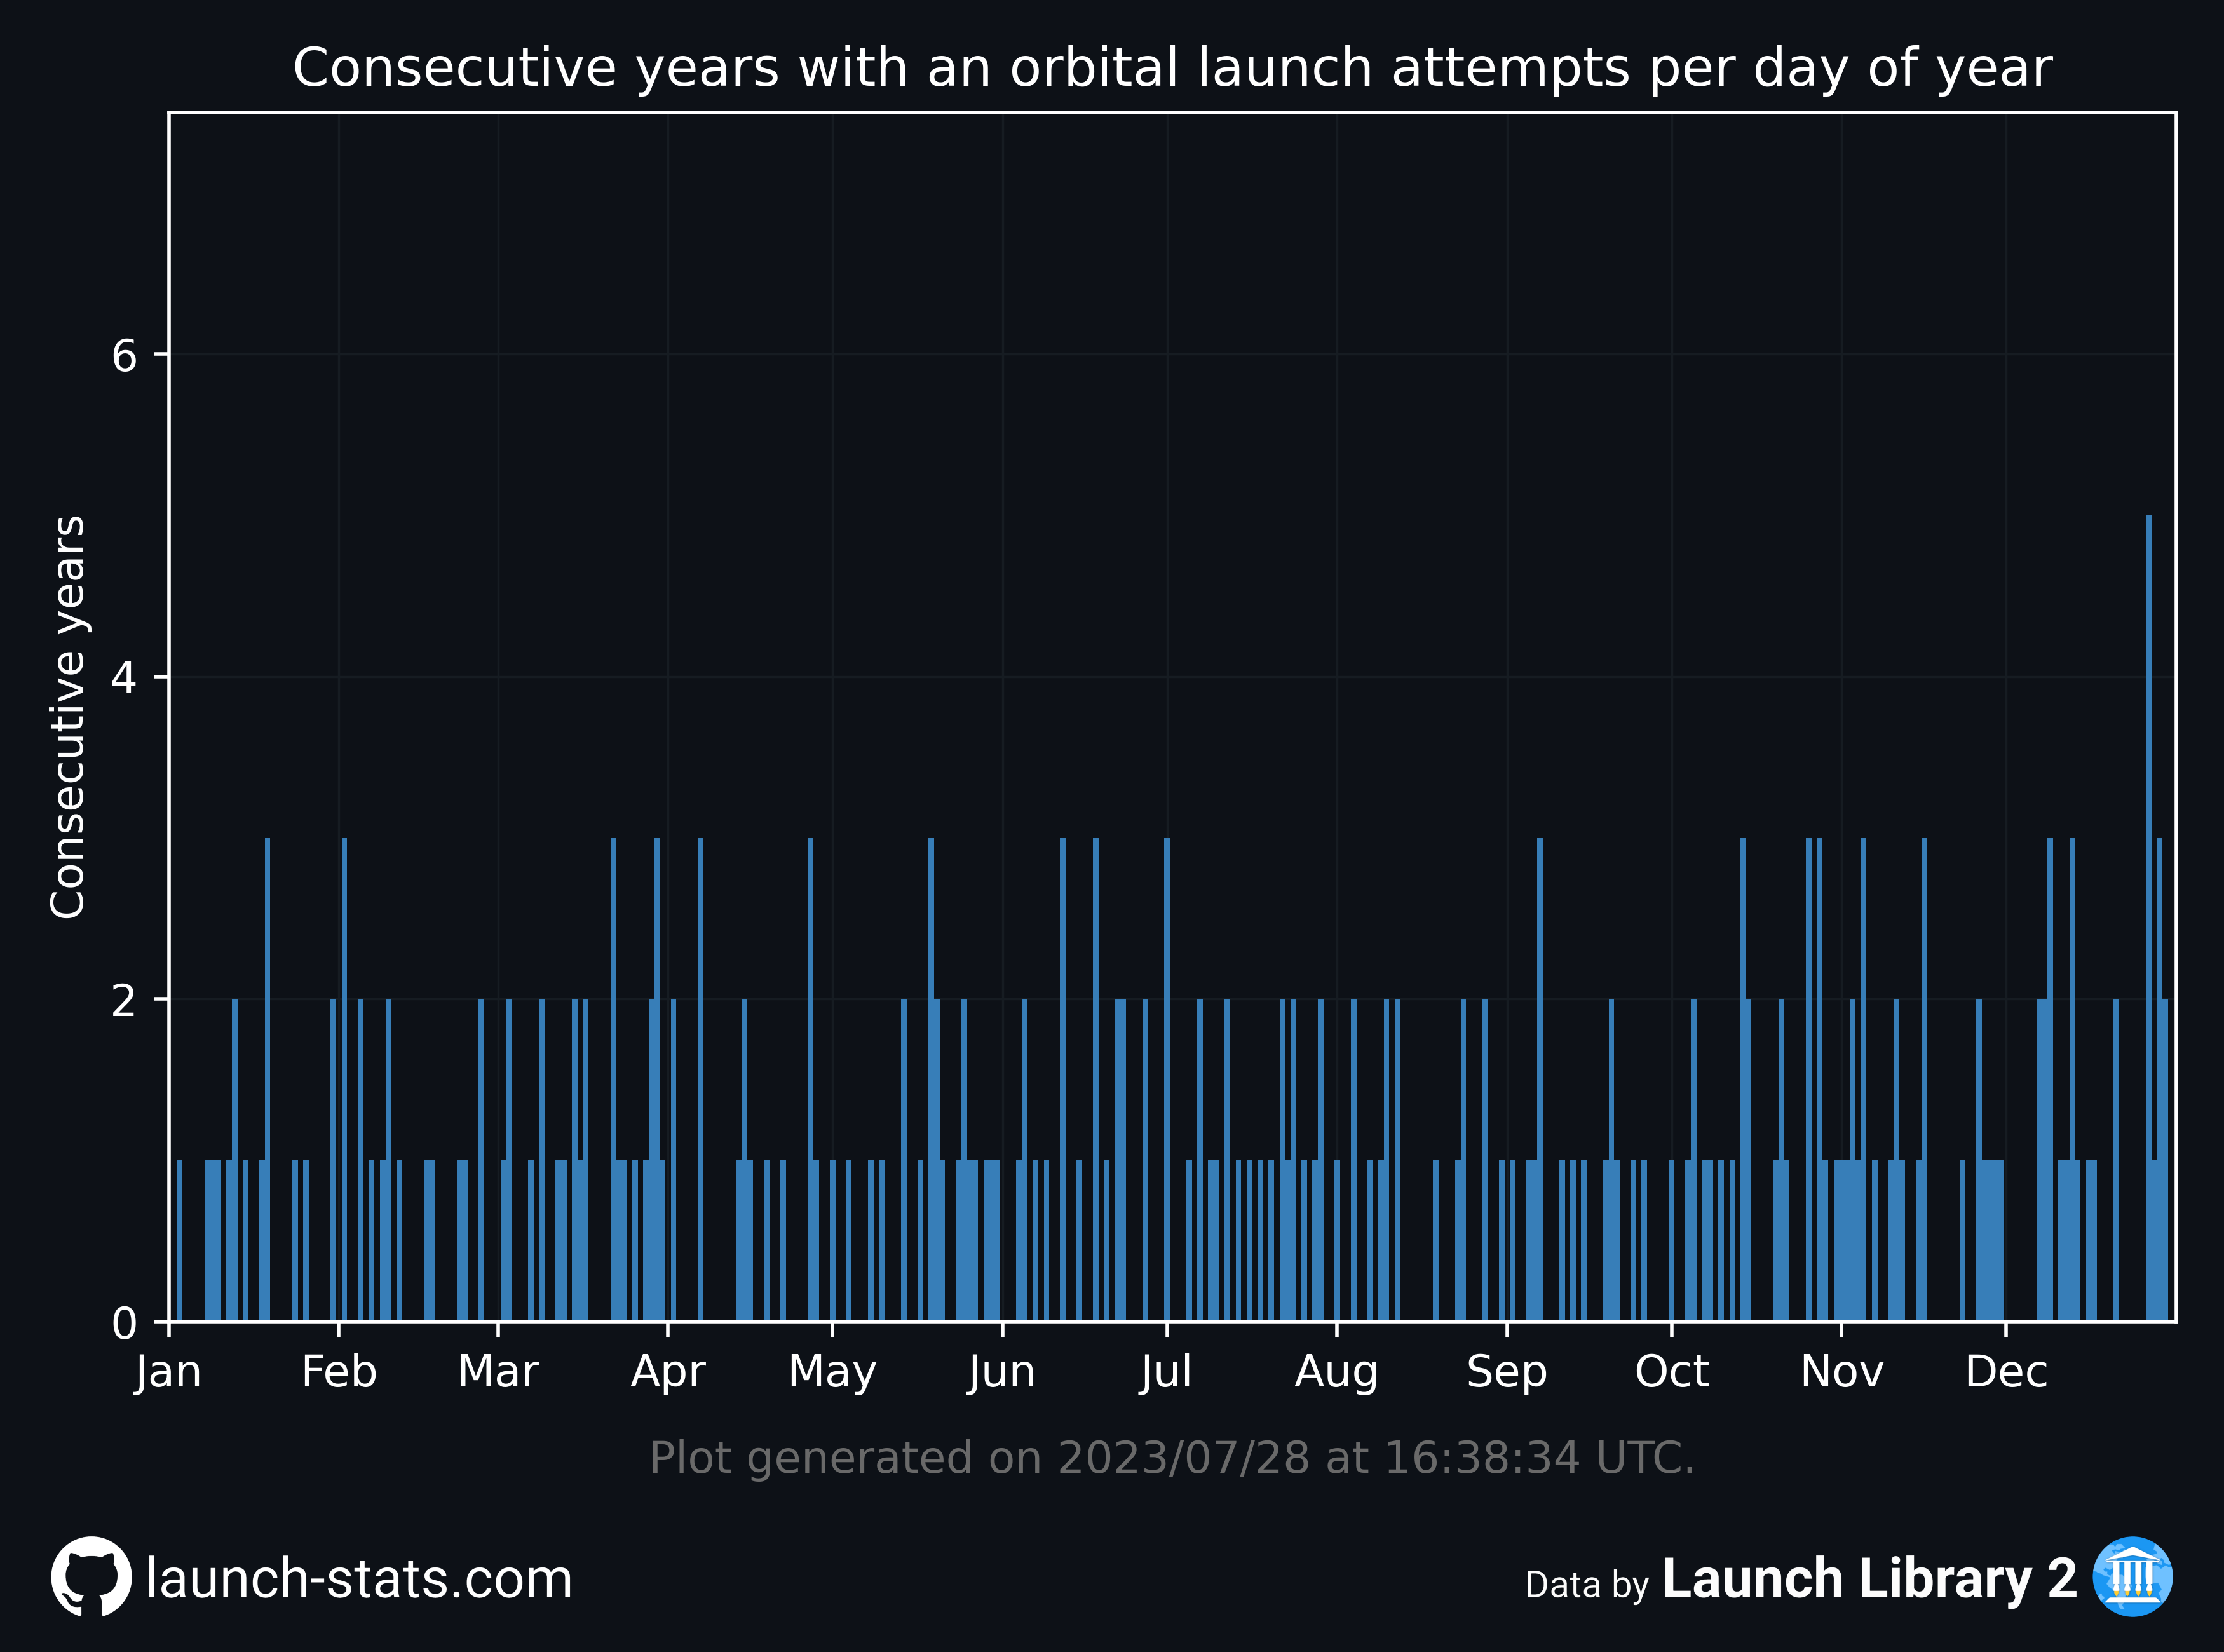 Consecutive years with an orbital launch attempts per day of year
Consecutive years
6
4
2
0
Jan Feb Mar Apr May Jun Jul Aug Sep Oct Nov Dec
Plot generated on 2023/07/28 at 16:38:34 UTC.
launch-stats.com
Data by Launch Library 2